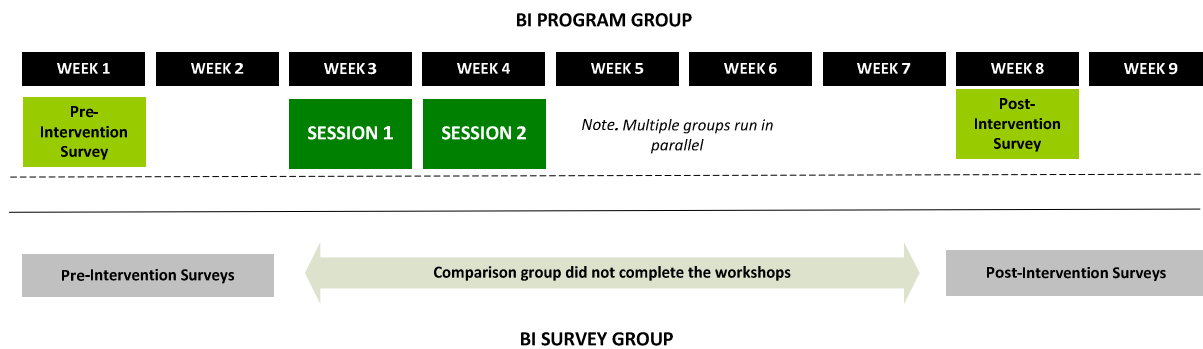 BI PROGRAM GROUP
WEEK 1
WEEK 2
WEEK 3
WEEK 4
WEEK 5
WEEK 6
WEEK 7
WEEK 8
WEEK 9
Pre-
Intervention
Survey
SESSION 1
SESSION 2
Note. Multiple groups run in
parallel
Post-
Intervention
Survey
Pre-Intervention Surveys
Comparison group did not complete the workshops
Post-Intervention Surveys
BI SURVEY GROUP